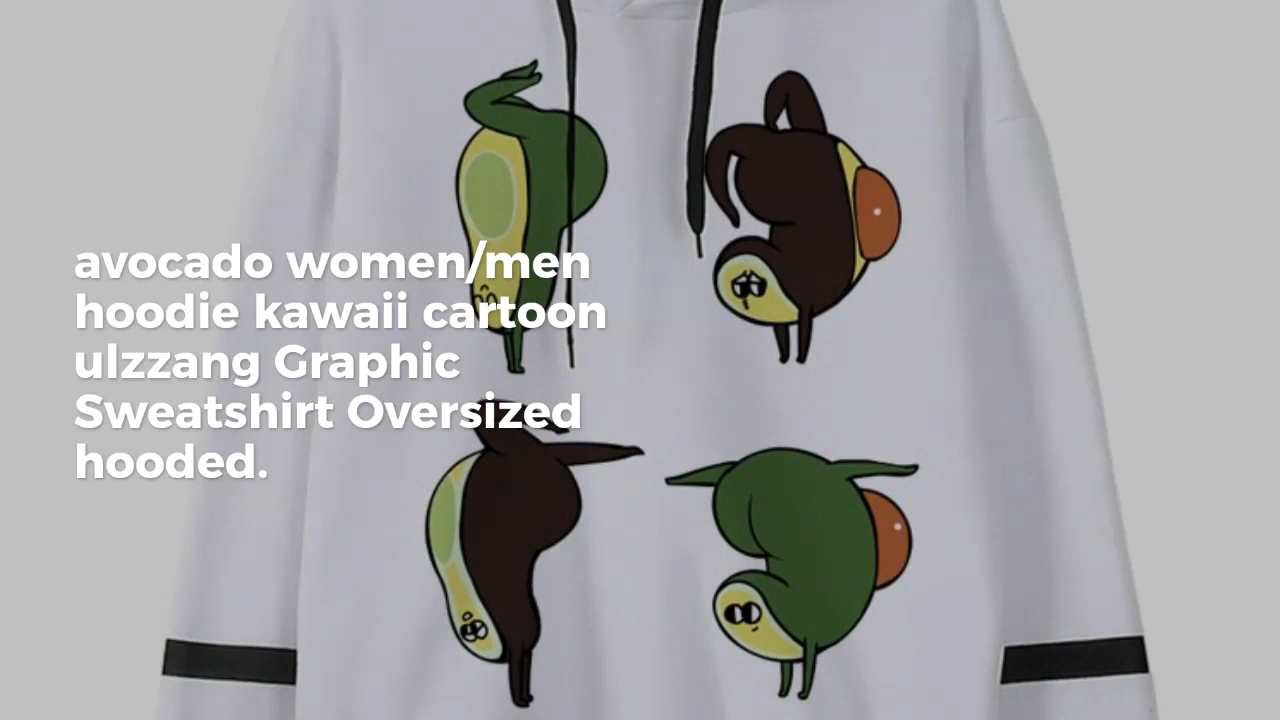 avocado women/men
hoodie kawaii cartoon
ulzzang Graphic
Sweatshirt Oversized
hooded.